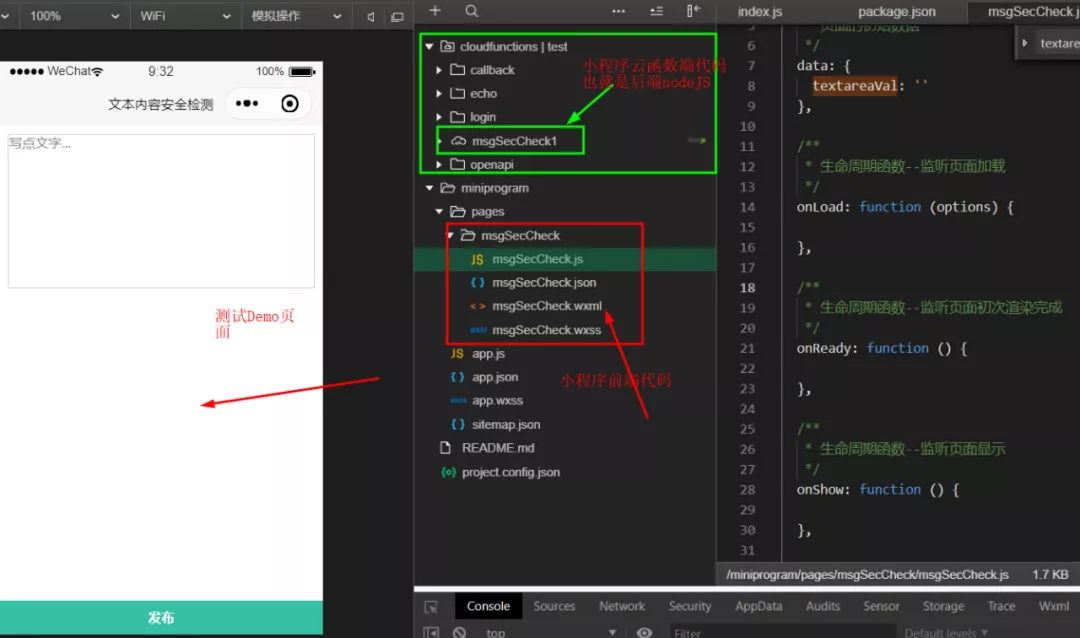 100%
WiFi
模拟操作
●●●●● WeChat
9:32
100%
文本内容安全检测
写点文字...
测试Demo页
面
发布
cloudfunctions | test
callback
echo
login
msgSecCheck1
openapi
小程序云函数端代码
也就是后端nodeJS
miniprogram
pages
msgSecCheck
JS msgSecCheck.js
{ } msgSecCheck.json
< > msgSecCheck.wxml
msgSecCheck.wxss
JS app.js
{ } app.json
app.wxss
{ } sitemap.json
README.md
{o} project.config.json
小程序前端代码
index.js
package.json
msgSecCheck.j
textare
页面的初始数据
6 */
7 data: {
8 textareaVal: ''
9 },
10
11 /**
12 * 生命周期函数--监听页面加载
13 */
14 onLoad: function (options) {
15
16 },
17
18 /**
19 * 生命周期函数--监听页面初次渲染完成
20 */
21 onReady: function () {
22
23 },
24
25 /**
26 * 生命周期函数--监听页面显示
27 */
28 onShow: function () {
29
30 },
31
/miniprogram/pages/msgSecCheck/msgSecCheck.js
1.7 KB
Console
Sources
Network
Security
AppData
Audits
Sensor
Storage
Trace
Wxml
top
Filter
Default levels